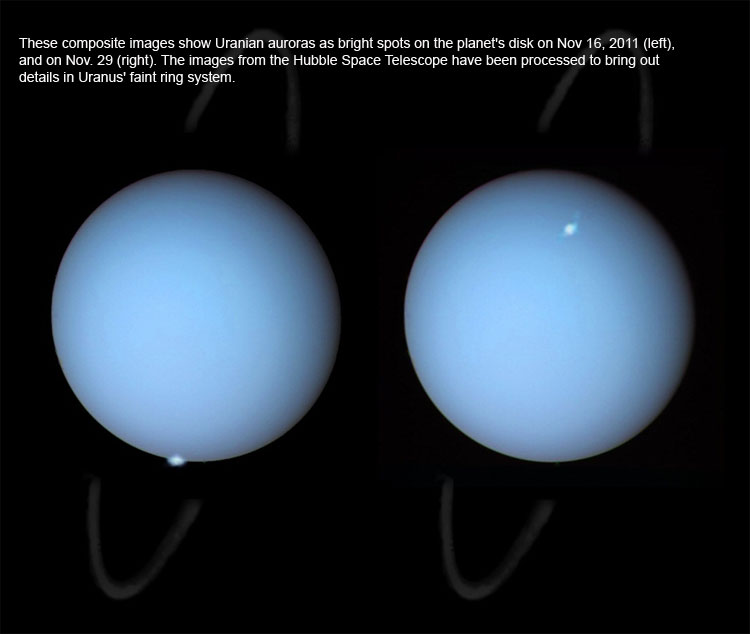 These composite images show Uranian auroras as bright spots on the planet's disk on Nov 16, 2011 (left),
and on Nov. 29 (right). The images from the Hubble Space Telescope have been processed to bring out
details in Uranus' faint ring system.